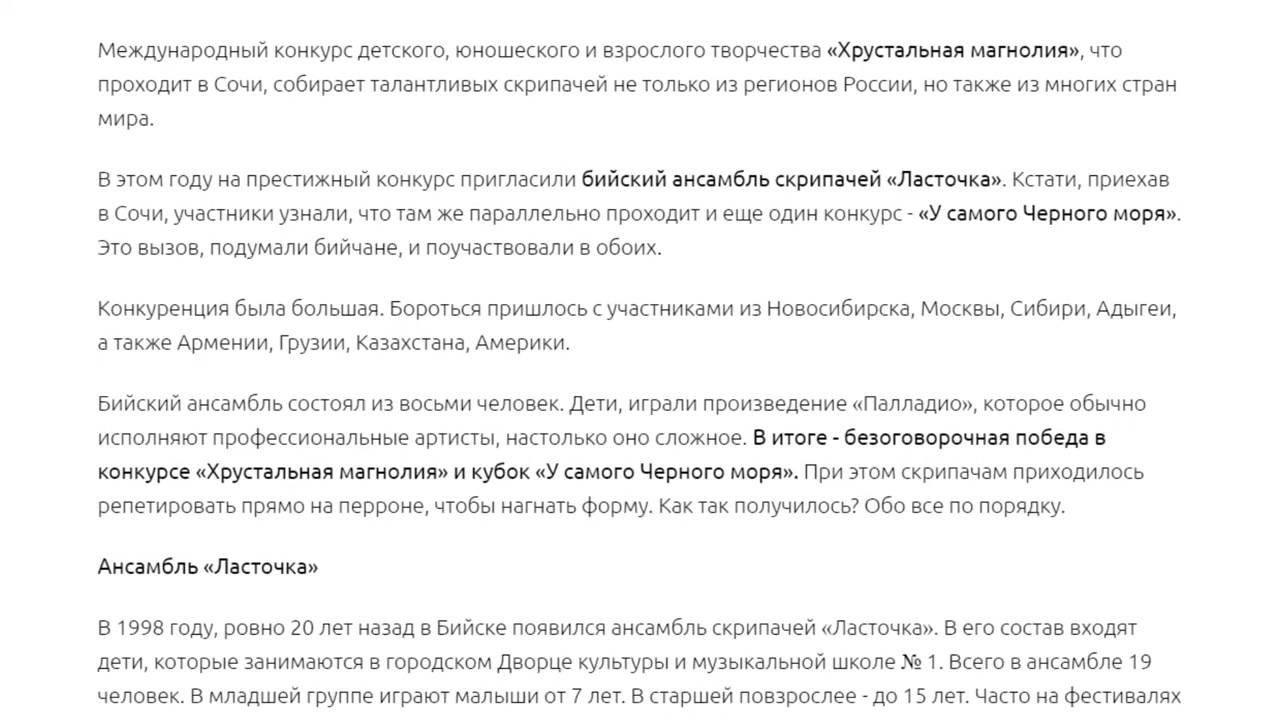 Международный конкурс детского, юношеского и взрослого творчества «Хрустальная магнолия», что
проходит в Сочи, собирает талантливых скрипачей не только из регионов России, но также из многих стран
мира.
В этом году на престижный конкурс пригласили бийский ансамбль скрипачей «Ласточка». Кстати, приехав
в Сочи, участники узнали, что там же параллельно проходит и еще один конкурс - «У самого Черного моря».
Это вызов, подумали бийчане, и поучаствовали в обоих.
Конкуренция была большая. Бороться пришлось с участниками из Новосибирска, Москвы, Сибири, Адыгеи,
а также Армении, Грузии, Казахстана, Америки.
Бийский ансамбль состоял из восьми человек. Дети, играли произведение «Палладио», которое обычно
исполняют профессиональные артисты, настолько оно сложное. В итоге - безоговорочная победа в
конкурсе «Хрустальная магнолия» и кубок «У самого Черного моря». При этом скрипачам приходилось
репетировать прямо на перроне, чтобы нагнать форму. Как так получилось? Обо все по порядку.
Ансамбль «Ласточка»
В 1998 году, ровно 20 лет назад в Бийске появился ансамбль скрипачей «Ласточка». В его состав входят
дети, которые занимаются в городском Дворце культуры и музыкальной школе № 1. Всего в ансамбле 19
человек. В младшей группе играют малыши от 7 лет. В старшей повзрослее - до 15 лет. Часто на фестивалях